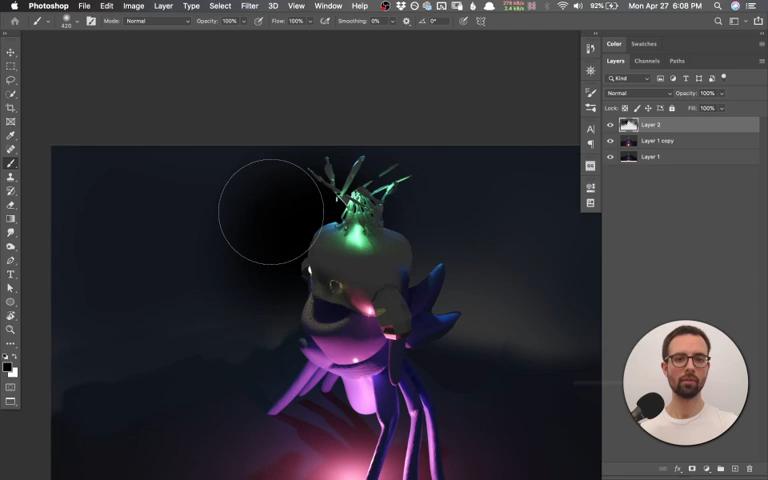 Photoshop File Edit Image Layer Type Select Filter 3D View Window Help
92% Mon Apr 27 6:08 PM
420 Mode: Normal Opacity: 100% Flow: 100% Smoothing: 0% 0°
Color Swatches
Layers Channels Paths
Kind
Normal Opacity: 100%
Lock: Fill: 100%
Layer 2
Layer 1 copy
Layer 1